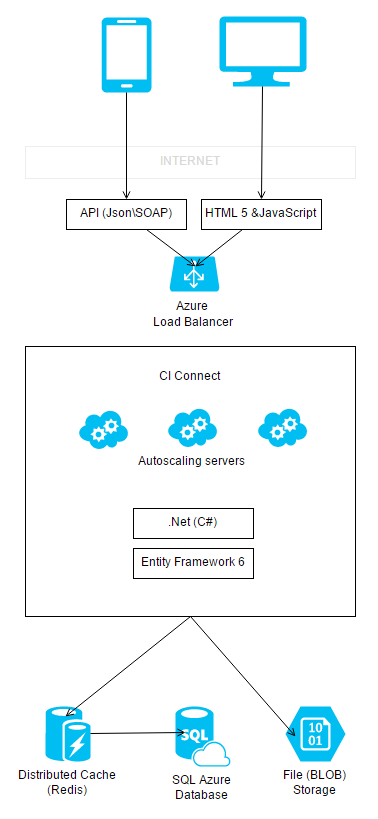 INTERNET
API (Json\SOAP)
HTML 5 &JavaScript
Azure
Load Balancer
CI Connect
Autoscaling servers
.Net (C#)
Entity Framework 6
SQL
10
01
Distributed Cache
(Redis)
SQL Azure
Database
File (BLOB)
Storage